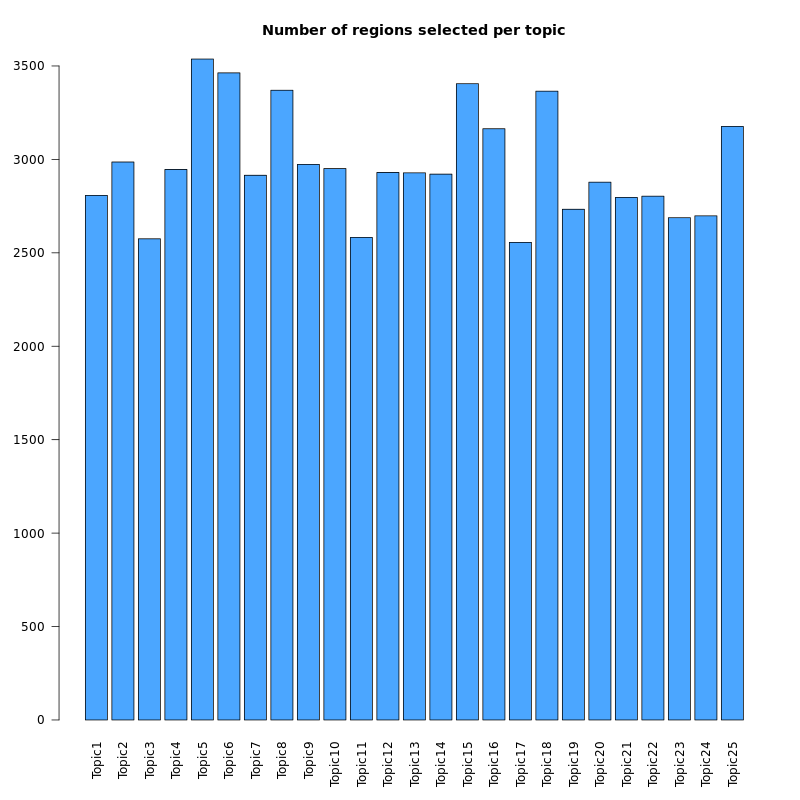 Number of regions selected per topic
3500
3000
2500
2000
1500
1000
500
0
Topic1
Topic2
Topic3
Topic4
Topic5
Topic6
Topic7
Topic8
Topic9
Topic10
Topic11
Topic12
Topic13
Topic14
Topic15
Topic16
Topic17
Topic18
Topic19
Topic20
Topic21
Topic22
Topic23
Topic24
Topic25